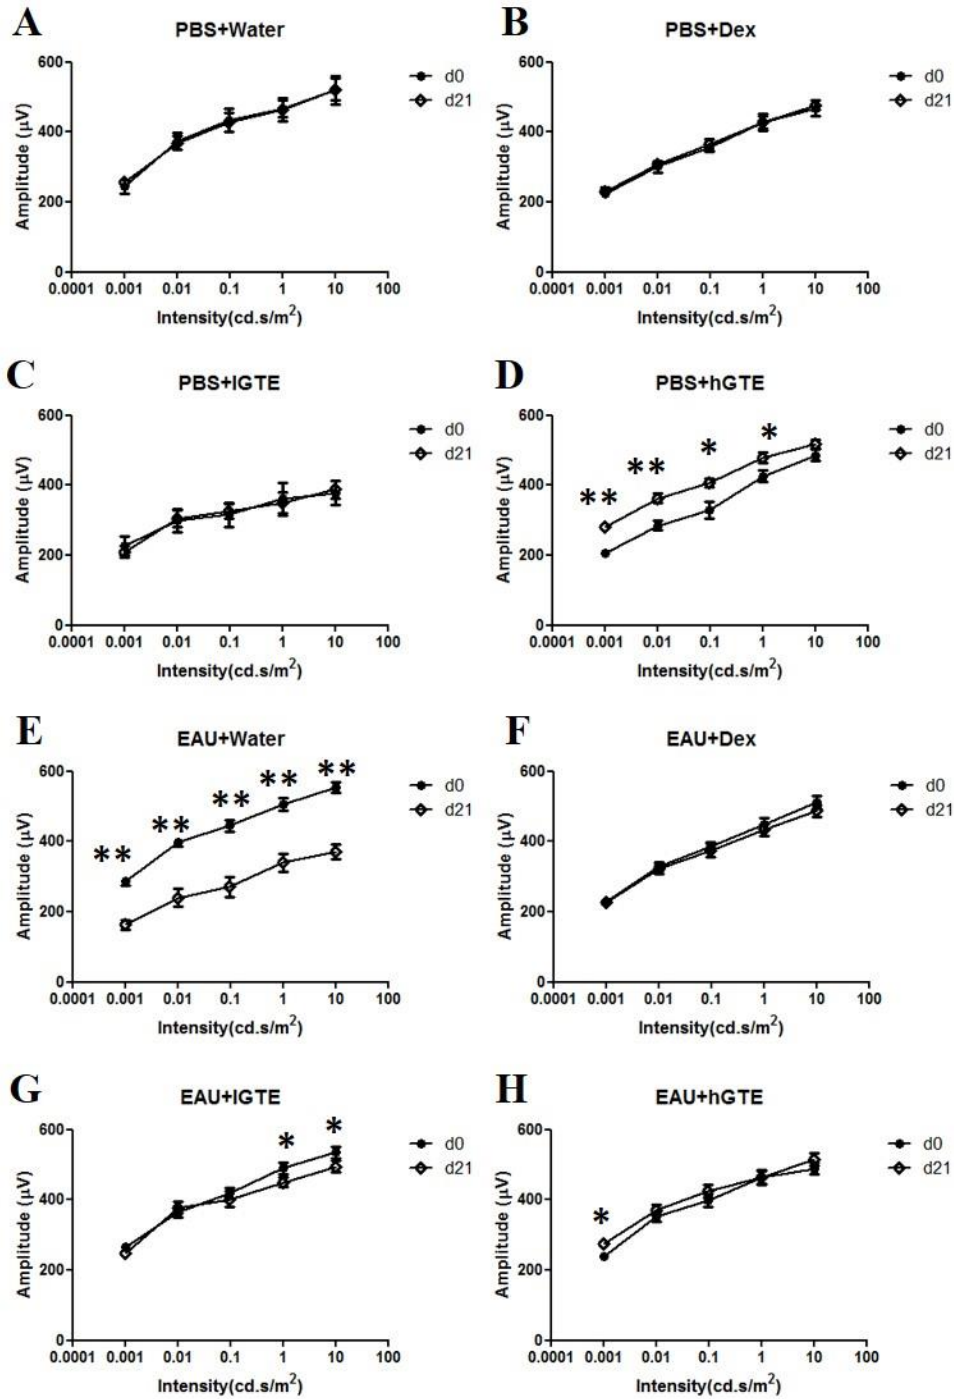 A
PBS+Water
600
400
200
0
0.0001 0.001 0.01 0.1 1 10 100
Amplitude (μV)
Intensity(cd.s/m²)
d0
d21
B
PBS+Dex
600
400
200
0
0.0001 0.001 0.01 0.1 1 10 100
Amplitude (μV)
Intensity(cd.s/m²)
d0
d21
C
PBS+lGTE
600
400
200
0
0.0001 0.001 0.01 0.1 1 10 100
Amplitude (μV)
Intensity(cd.s/m²)
d0
d21
D
PBS+hGTE
600
400
200
0
** ** * *
0.0001 0.001 0.01 0.1 1 10 100
Amplitude (μV)
Intensity(cd.s/m²)
d0
d21
E
EAU+Water
600
400
200
0
** ** ** ** **
0.0001 0.001 0.01 0.1 1 10 100
Amplitude (μV)
Intensity(cd.s/m²)
d0
d21
F
EAU+Dex
600
400
200
0
0.0001 0.001 0.01 0.1 1 10 100
Amplitude (μV)
Intensity(cd.s/m²)
d0
d21
G
EAU+lGTE
600
400
200
0
* *
0.0001 0.001 0.01 0.1 1 10 100
Amplitude (μV)
Intensity(cd.s/m²)
d0
d21
H
EAU+hGTE
600
400
200
0
*
0.0001 0.001 0.01 0.1 1 10 100
Amplitude (μV)
Intensity(cd.s/m²)
d0
d21